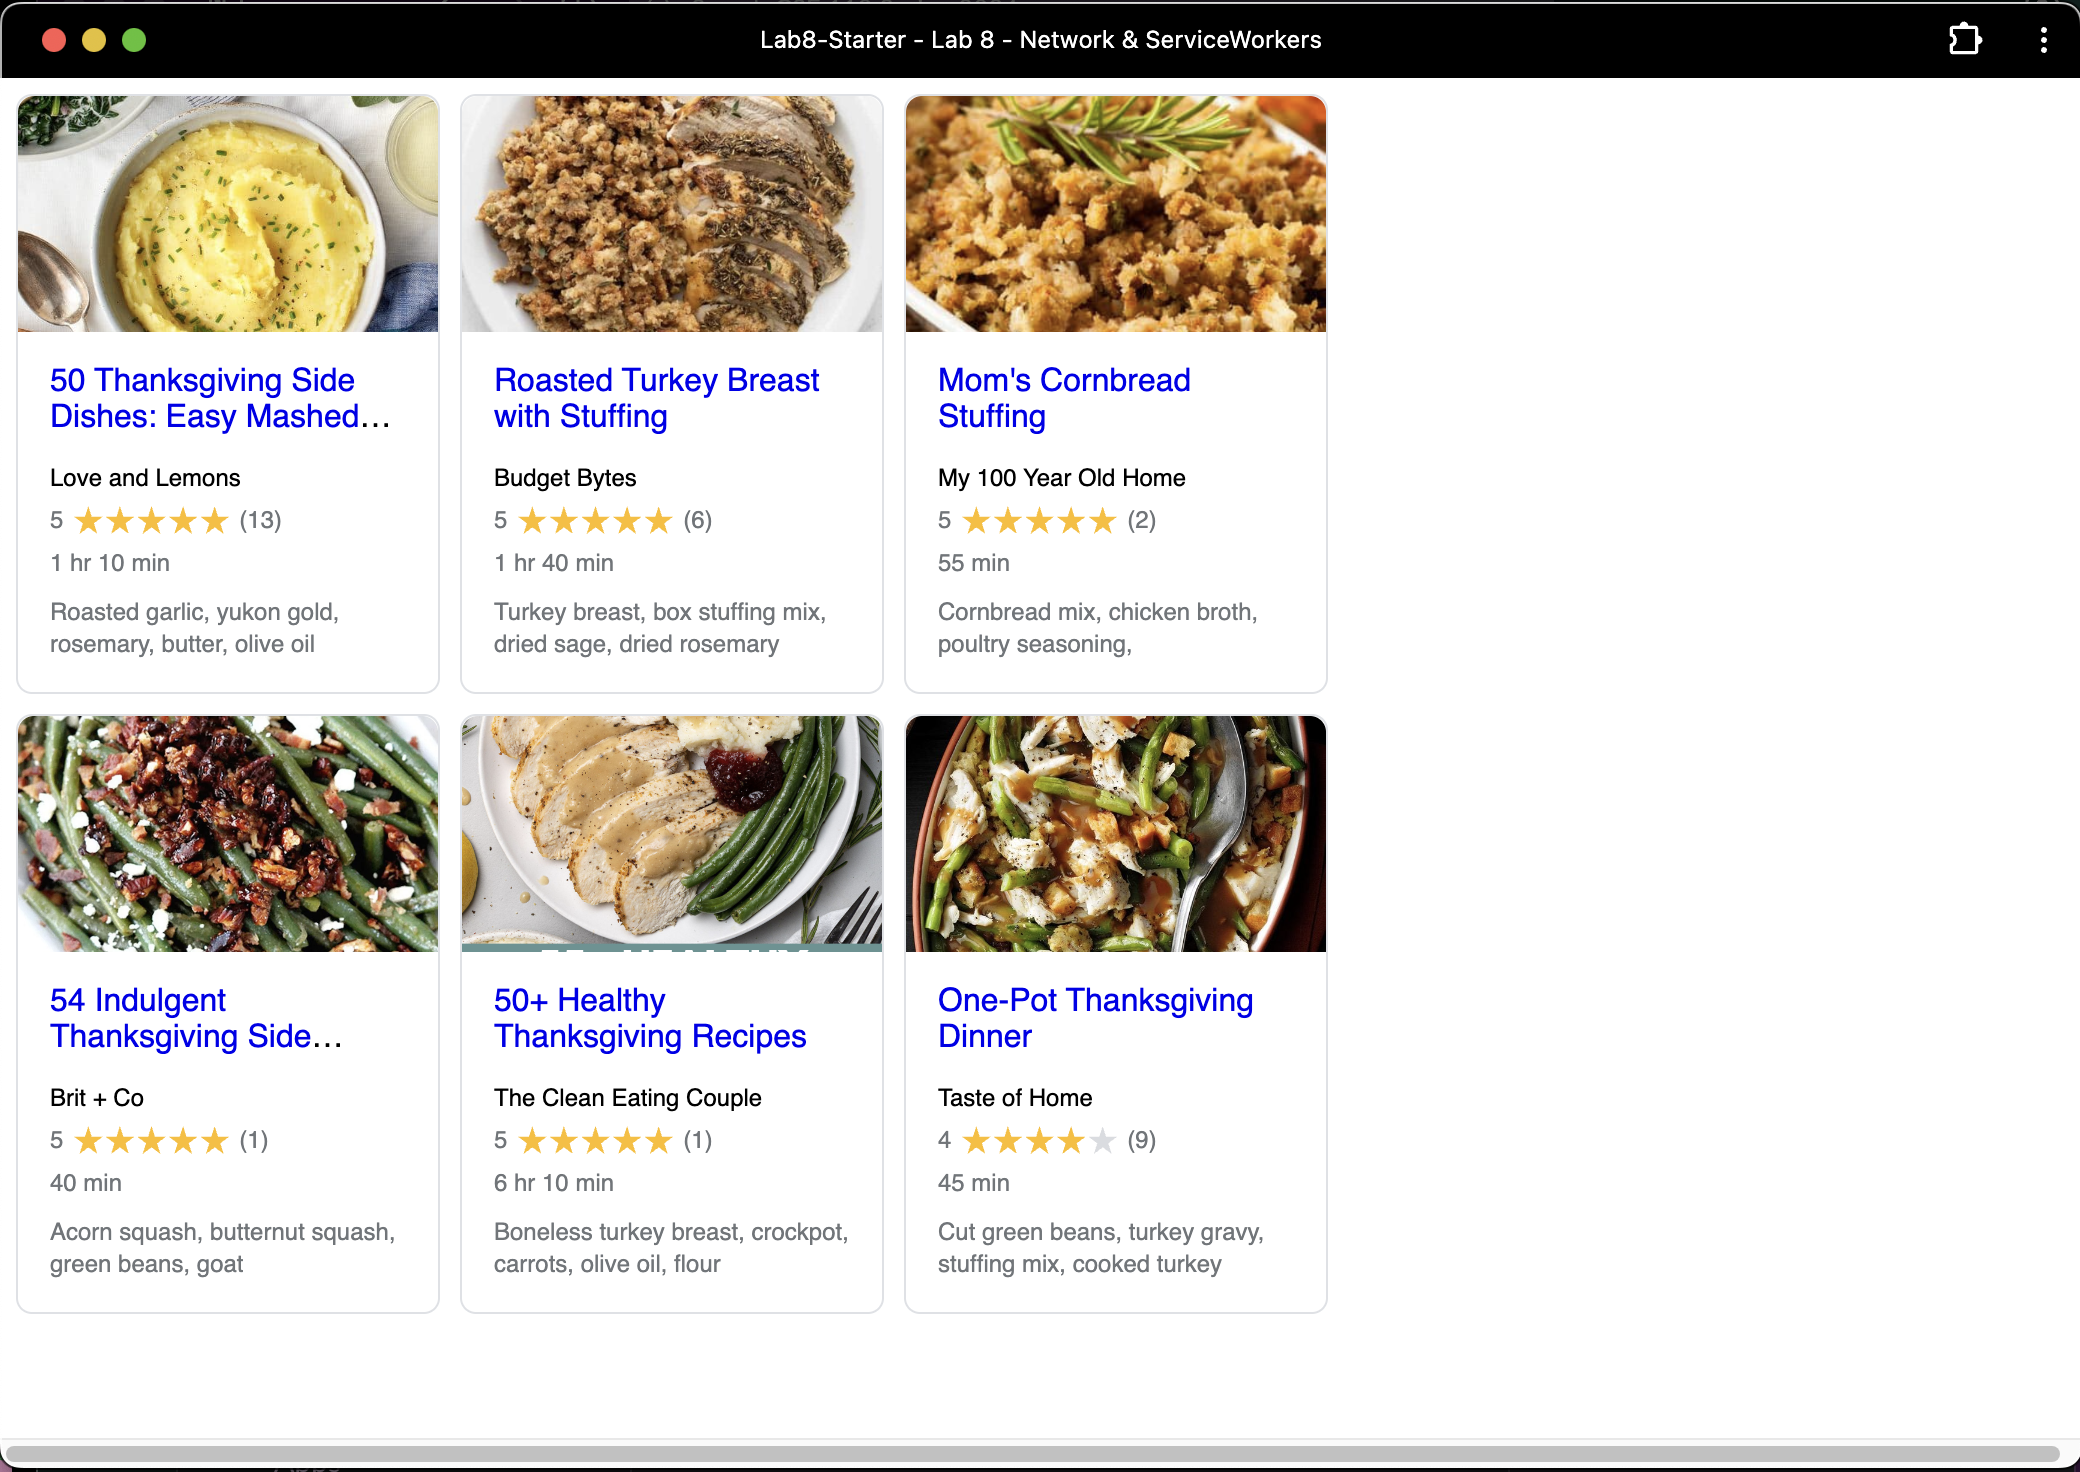 Lab8-Starter - Lab 8 - Network & ServiceWorkers
50 Thanksgiving Side
Dishes: Easy Mashed…
Love and Lemons
5 ★★★★★ (13)
1 hr 10 min
Roasted garlic, yukon gold,
rosemary, butter, olive oil
Roasted Turkey Breast
with Stuffing
Budget Bytes
5 ★★★★★ (6)
1 hr 40 min
Turkey breast, box stuffing mix,
dried sage, dried rosemary
Mom's Cornbread
Stuffing
My 100 Year Old Home
5 ★★★★★ (2)
55 min
Cornbread mix, chicken broth,
poultry seasoning,
54 Indulgent
Thanksgiving Side…
Brit + Co
5 ★★★★★ (1)
40 min
Acorn squash, butternut squash,
green beans, goat
50+ Healthy
Thanksgiving Recipes
The Clean Eating Couple
5 ★★★★★ (1)
6 hr 10 min
Boneless turkey breast, crockpot,
carrots, olive oil, flour
One-Pot Thanksgiving
Dinner
Taste of Home
4 ★★★★★ (9)
45 min
Cut green beans, turkey gravy,
stuffing mix, cooked turkey